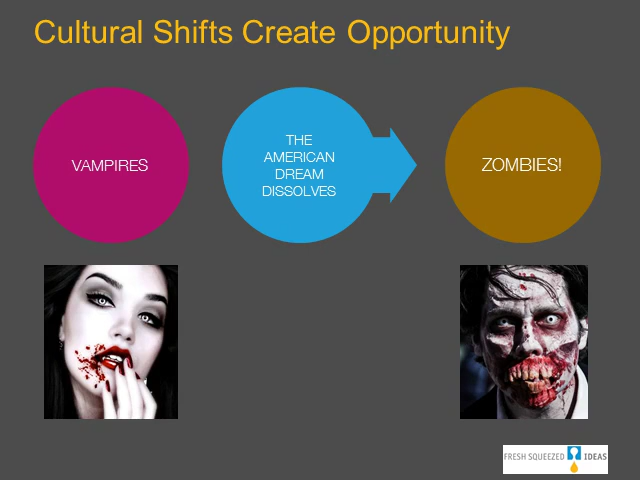 Cultural Shifts Create Opportunity
VAMPIRES
THE
AMERICAN
DREAM
DISSOLVES
ZOMBIES!
FRESH SQUEEZED IDEAS